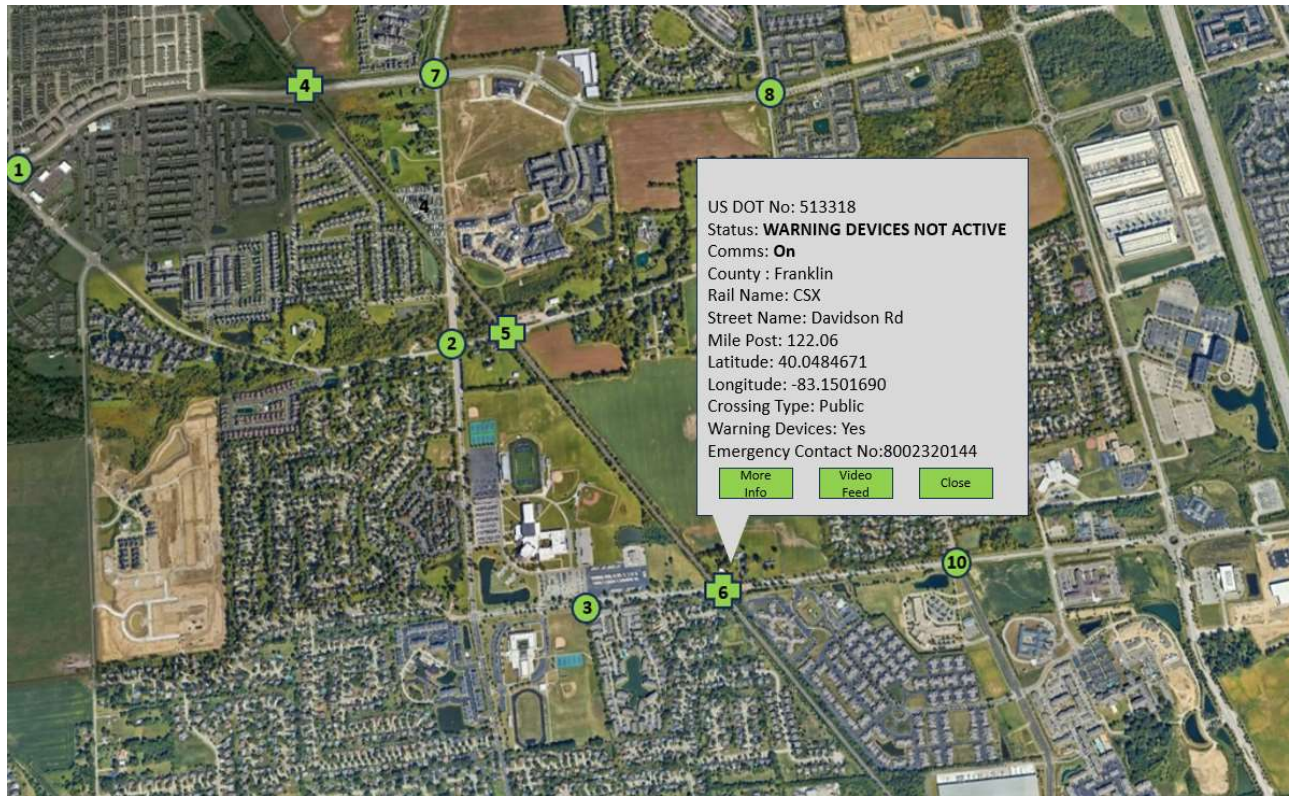 7
4
8
1
4
US DOT No: 513318
Status: WARNING DEVICES NOT ACTIVE
Comms: On
County : Franklin
Rail Name: CSX
Street Name: Davidson Rd
Mile Post: 122.06
Latitude: 40.0484671
Longitude: -83.1501690
Crossing Type: Public
Warning Devices: Yes
Emergency Contact No:8002320144
More
Info
Video
Feed
Close
5
2
10
6
3